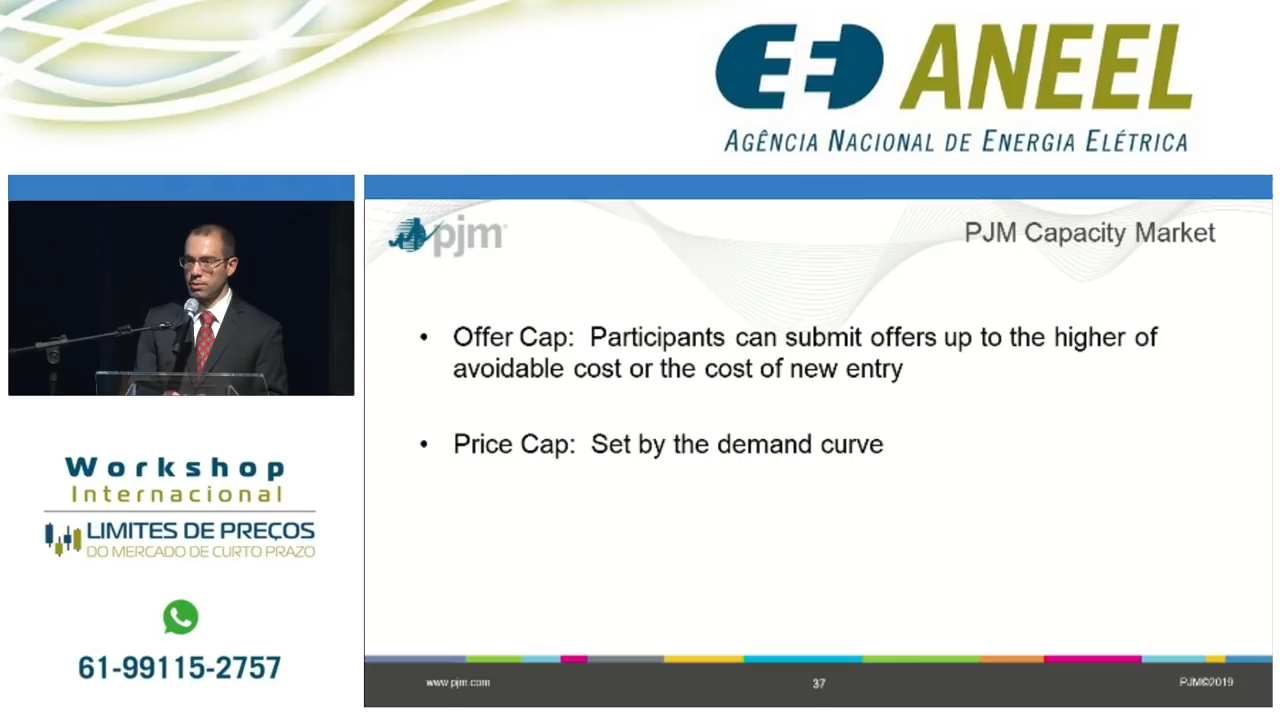 ANEEL
AGÊNCIA NACIONAL DE ENERGIA ELÉTRICA
pjm
PJM Capacity Market
• Offer Cap: Participants can submit offers up to the higher of
avoidable cost or the cost of new entry
• Price Cap: Set by the demand curve
Workshop
Internacional
LIMITES DE PREÇOS
DO MERCADO DE CURTO PRAZO
61-99115-2757
www.pjm.com
37
PJM©2019